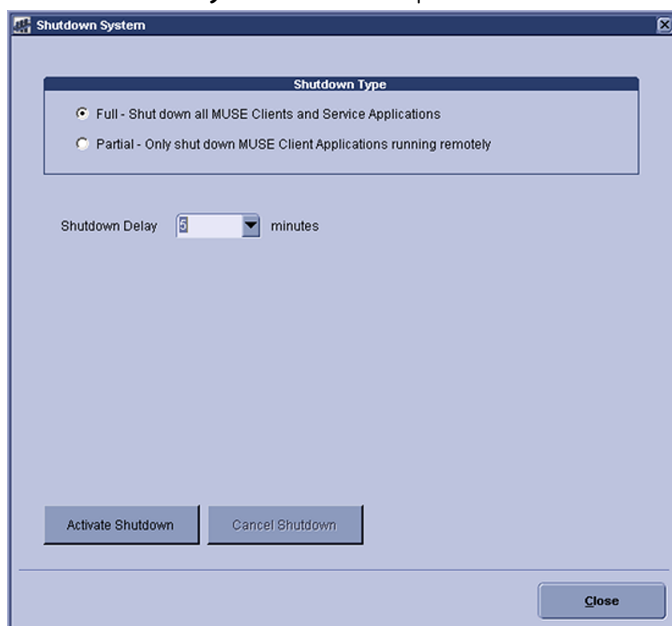 Shutdown System
Shutdown Type
Full - Shut down all MUSE Clients and Service Applications
Partial - Only shut down MUSE Client Applications running remotely
Shutdown Delay 5 minutes
Activate Shutdown Cancel Shutdown
Close